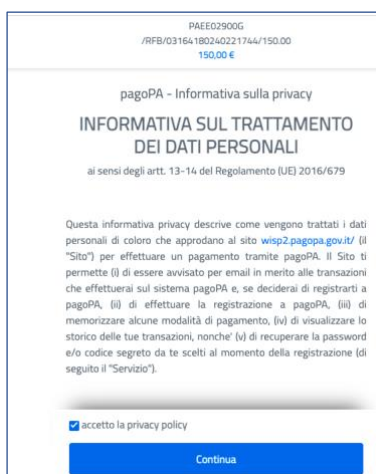 PAEE02900G
/RFB/03164180240221744/150.00
150,00 €
pagoPA - Informativa sulla privacy
INFORMATIVA SUL TRATTAMENTO
DEI DATI PERSONALI
ai sensi degli artt. 13-14 del Regolamento (UE) 2016/679
Questa informativa privacy descrive come vengono trattati i dati
personali di coloro che approdano al sito wisp2.pagopa.gov.it/ (il
"Sito") per effettuare un pagamento tramite pagoPA. Il Sito ti
permette (i) di essere avvisato per email in merito alle transazioni
che effettuerai sul sistema pagoPA e, se deciderai di registrarti a
pagoPA, (ii) di effettuare la registrazione a pagoPA, (iii) di
memorizzare alcune modalità di pagamento, (iv) di visualizzare lo
storico delle tue transazioni, nonche' (v) di recuperare la password
e/o codice segreto da te scelti al momento della registrazione (di
seguito il "Servizio").
accetto la privacy policy
Continua